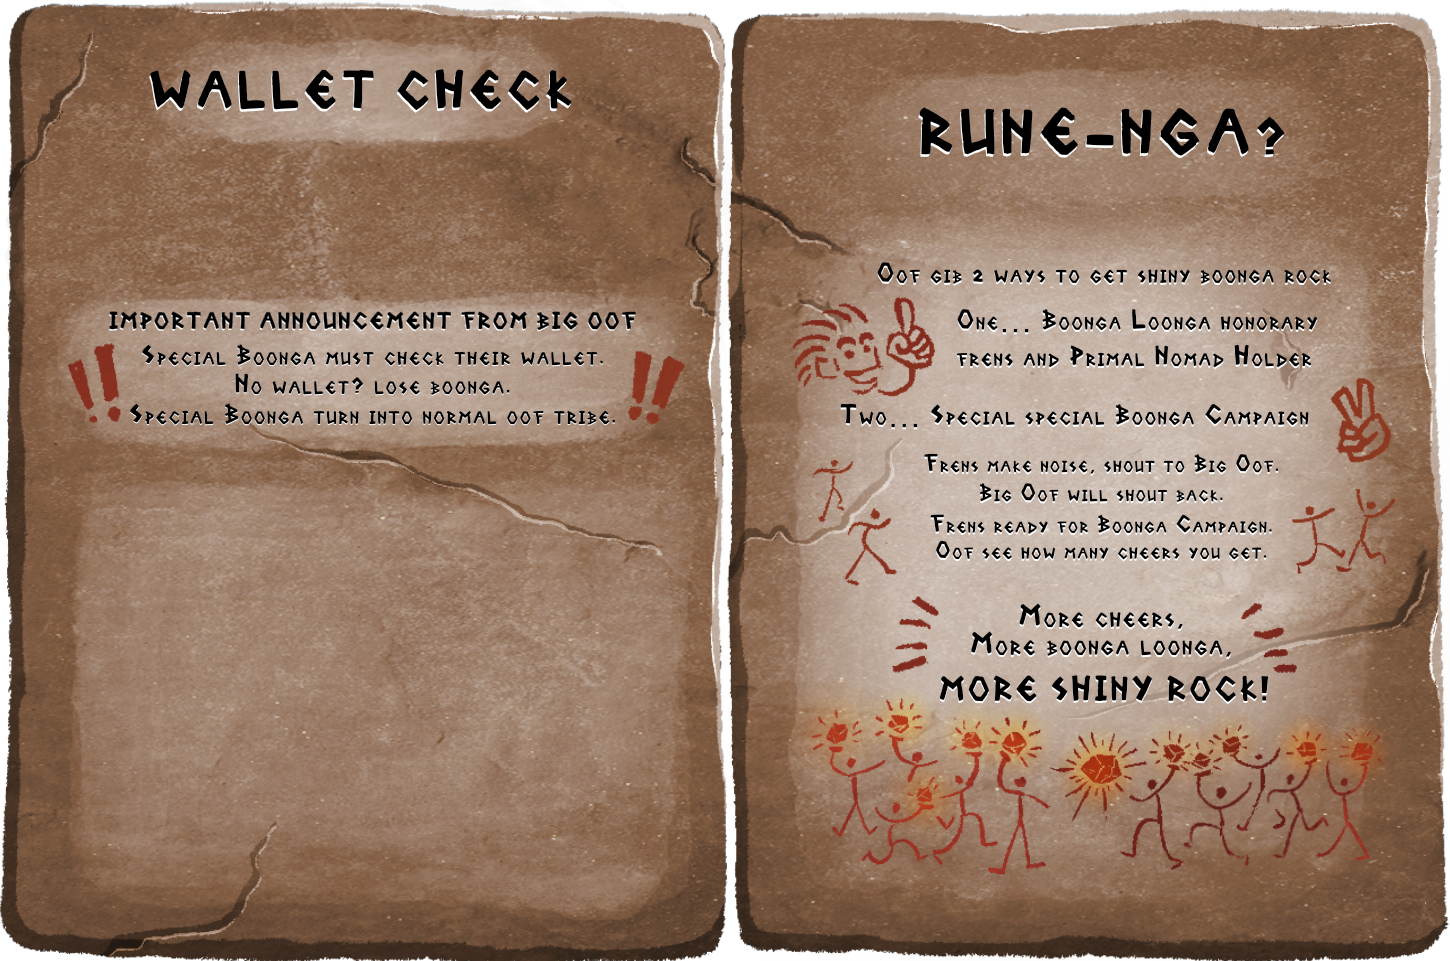 WALLET CHECK
IMPORTANT ANNOUNCEMENT FROM BIG OOF
!! SPECIAL BOONGA MUST CHECK THEIR WALLET. !!
NO WALLET? LOSE BOONGA.
SPECIAL BOONGA TURN INTO NORMAL OOF TRIBE.
RUNE-NGA?
OOF GIB 2 WAYS TO GET SHINY BOONGA ROCK
ONE... BOONGA LOONGA HONORARY
FRENS AND PRIMAL NOMAD HOLDER
TWO... SPECIAL SPECIAL BOONGA CAMPAIGN
FRENS MAKE NOISE, SHOUT TO BIG OOF.
BIG OOF WILL SHOUT BACK.
FRENS READY FOR BOONGA CAMPAIGN.
OOF SEE HOW MANY CHEERS YOU GET.
MORE CHEERS,
MORE BOONGA LOONGA,
MORE SHINY ROCK!